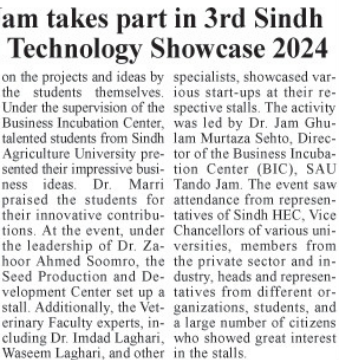 am takes part in 3rd Sindh
Technology Showcase 2024
on the projects and ideas by
the students themselves.
Under the supervision of the
Business Incubation Center,
talented students from Sindh
Agriculture University pre-
sented their impressive busi-
ness ideas. Dr. Marri
praised the students for
their innovative contribu-
tions. At the event, under
the leadership of Dr. Za-
hoor Ahmed Soomro, the
Seed Production and De-
velopment Center set up a
stall. Additionally, the Vet-
erinary Faculty experts, in-
cluding Dr. Imdad Laghari,
Waseem Laghari, and other
specialists, showcased var-
ious start-ups at their re-
spective stalls. The activity
was led by Dr. Jam Ghu-
lam Murtaza Sehto, Direc-
tor of the Business Incuba-
tion Center (BIC), SAU
Tando Jam. The event saw
attendance from represen-
tatives of Sindh HEC, Vice
Chancellors of various uni-
versities, members from
the private sector and in-
dustry, heads and represen-
tatives from different or-
ganizations, students, and
a large number of citizens
who showed great interest
in the stalls.